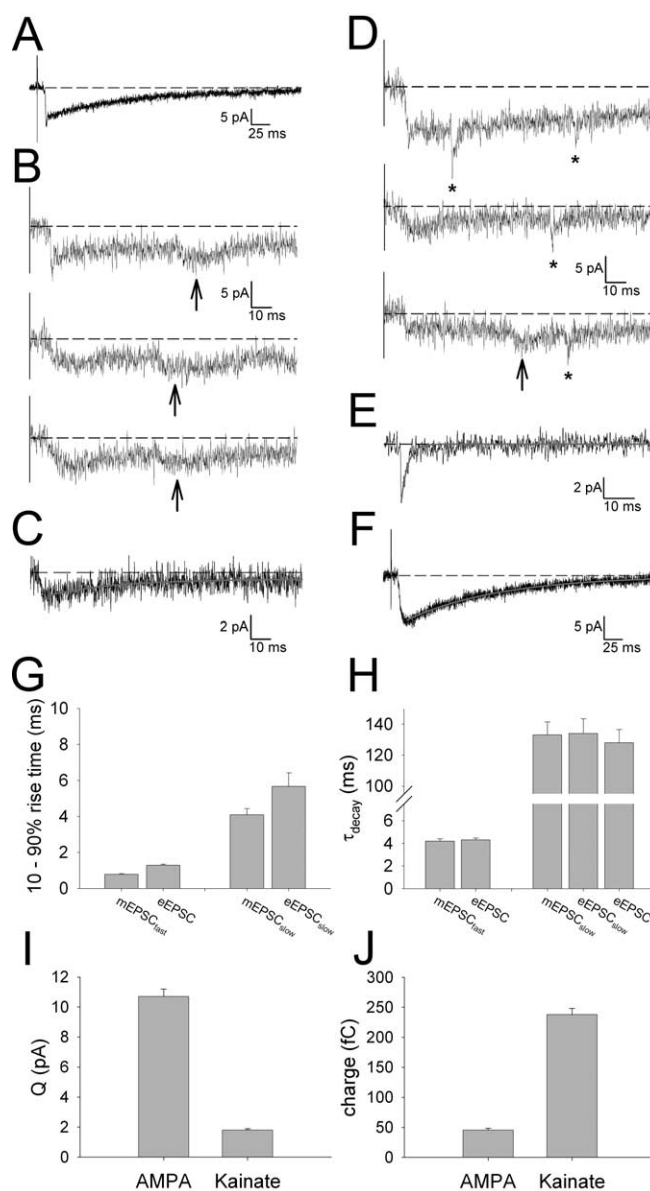 A
5 pA
25 ms
B
5 pA
10 ms
C
2 pA
10 ms
D
*
*
*
5 pA
10 ms
*
E
2 pA
10 ms
F
5 pA
25 ms
G
10 - 90% rise time (ms)
10
8
6
4
2
0
mEPSCfast
eEPSC
mEPSCslow
eEPSCslow
H
τdecay (ms)
140
120
100
6
4
2
0
mEPSCfast
eEPSC
mEPSCslow
eEPSCslow
eEPSC
I
Q (pA)
12
10
8
6
4
2
0
AMPA
Kainate
J
charge (fC)
300
250
200
150
100
50
0
AMPA
Kainate